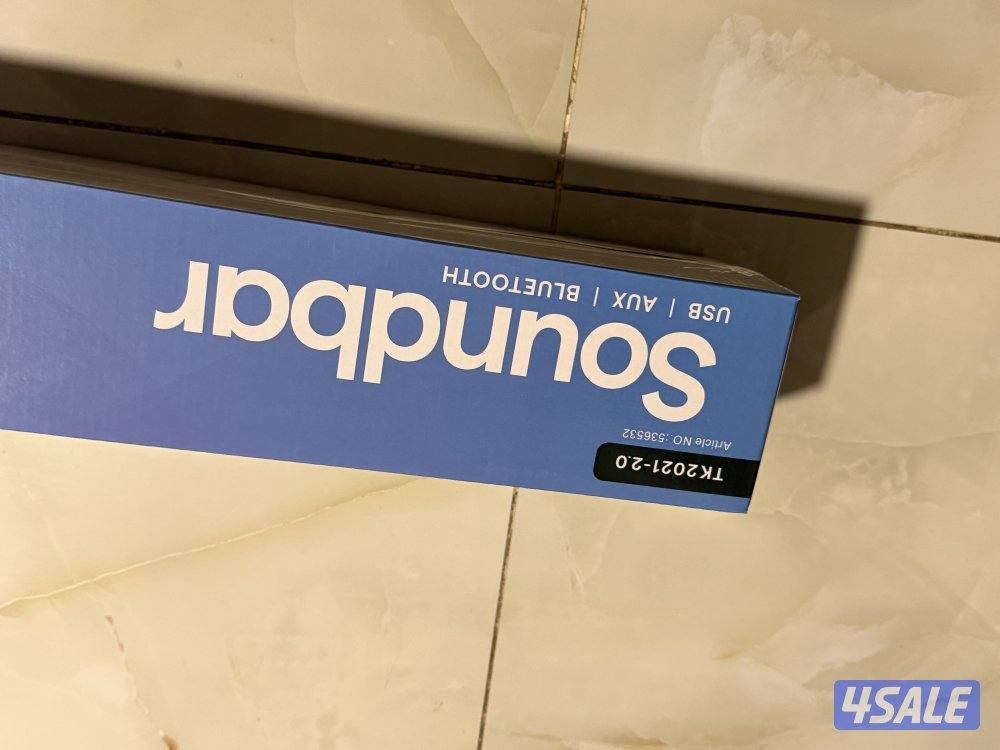 TK2021-2.0
Article NO.:536532
Soundbar
USB | AUX | BLUETOOTH
4SALE